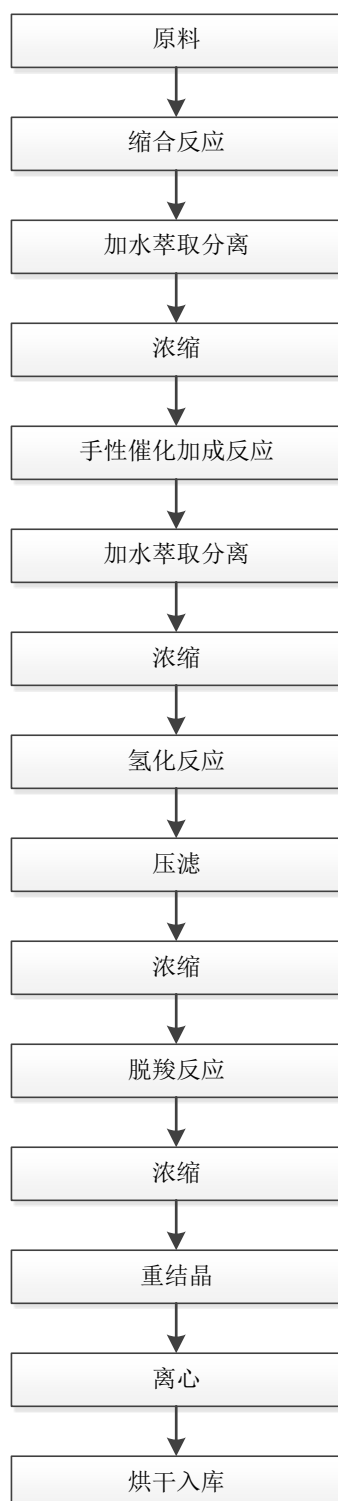 原料
缩合反应
加水萃取分离
浓缩
手性催化加成反应
加水萃取分离
浓缩
氢化反应
压滤
浓缩
脱羧反应
浓缩
重结晶
离心
烘干入库